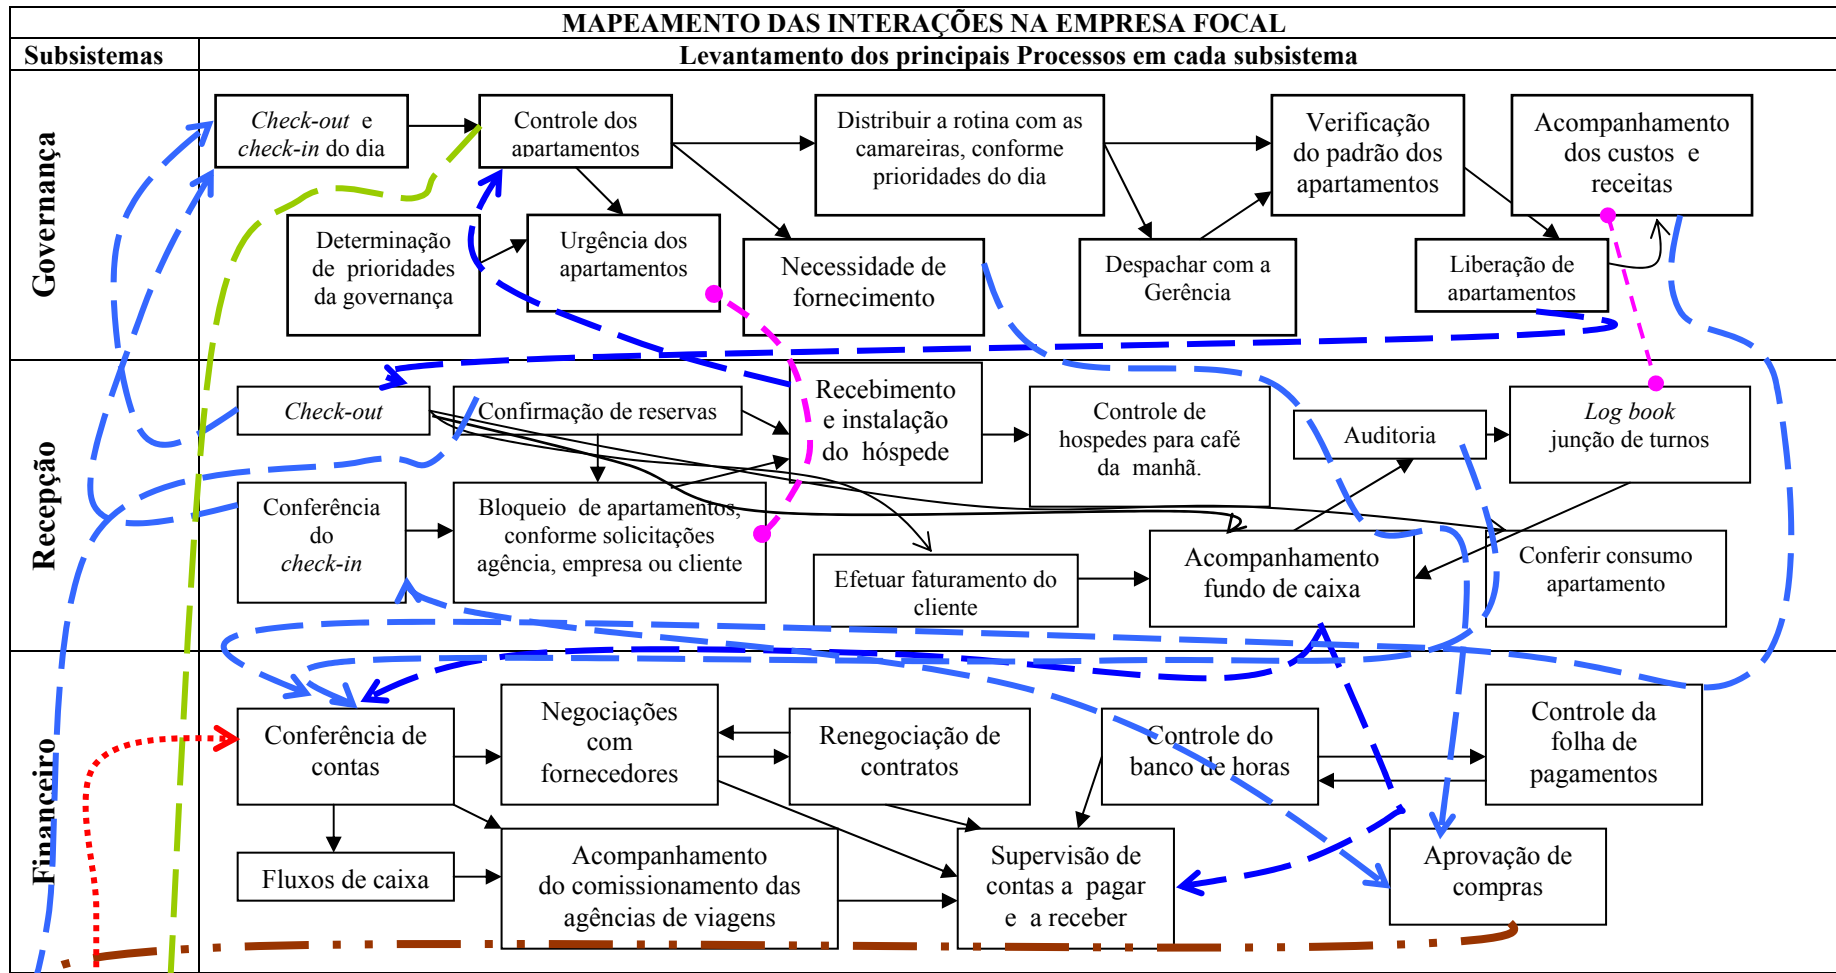 MAPEAMENTO DAS INTERAÇÕES NA EMPRESA FOCAL
Subsistemas
Levantamento dos principais Processos em cada subsistema
Governança
Check-out e
check-in do dia
Controle dos
apartamentos
Distribuir a rotina com as
camareiras, conforme
prioridades do dia
Verificação
do padrão dos
apartamentos
Acompanhamento
dos custos e
receitas
Determinação
de prioridades
da governança
Urgência dos
apartamentos
Necessidade de
fornecimento
Despachar com a
Gerência
Liberação de
apartamentos
Recepção
Check-out
Confirmação de reservas
Recebimento
e instalação
do hóspede
Controle de
hospedes para café
da manhã.
Auditoria
Log book
junção de turnos
Conferência
do
check-in
Bloqueio de apartamentos,
conforme solicitações
agência, empresa ou cliente
Efetuar faturamento do
cliente
Acompanhamento
fundo de caixa
Conferir consumo
apartamento
Financeiro
Conferência de
contas
Negociações
com
fornecedores
Renegociação de
contratos
Controle do
banco de horas
Controle da
folha de
pagamentos
Fluxos de caixa
Acompanhamento
do comissionamento das
agências de viagens
Supervisão de
contas a pagar
e a receber
Aprovação de
compras